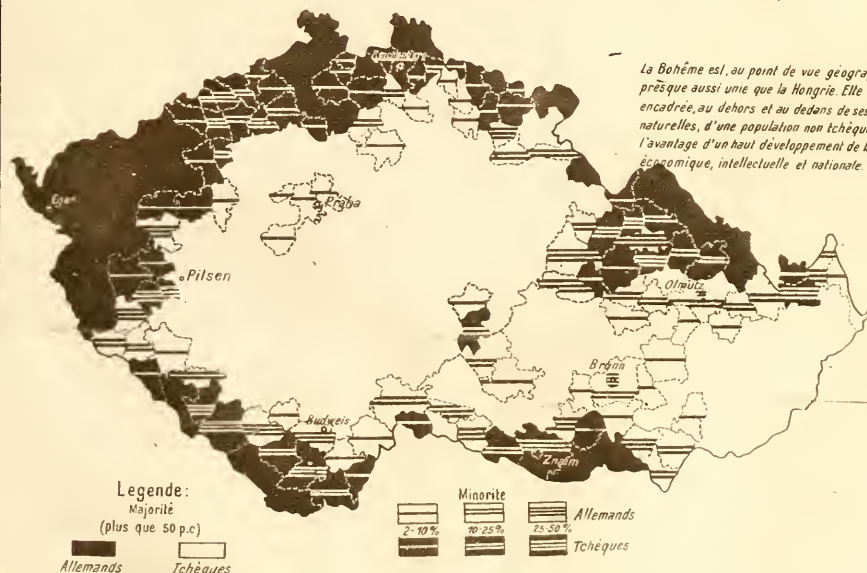 La Bohême est, au point de vue géogra
presque aussi unie que la Hongrie. Elle
encadrée, au dehors et au dedans de ses
naturelles, d'une population non tchèqu
l'avantage d'un haut développement de
économique, intellectuelle et nationale.
Reichenberg
Eger
Praha
Pilsen
Olmütz
Brünn
Budweis
Znaim
Legende:
Majorité
(plus que 50 p.c)
Allemands
Tchèques
Minorité
2-10%
10-25%
25-50%
Allemands
Tchèques